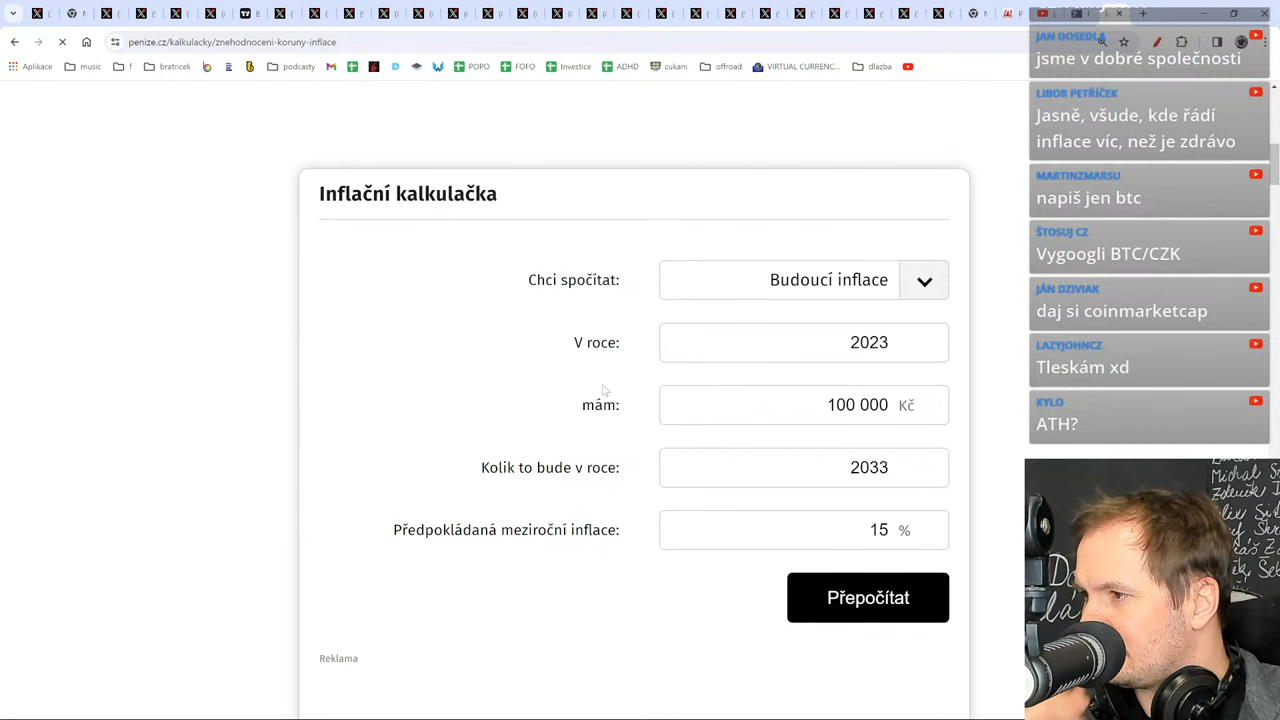 penize.cz/kalkulacky/znehodnoceni-koruny-inflace
Aplikace
music
f
bratricek
podcasty
POPO
FOFO
Investice
ADHD
cukani
offroad
VIRTUAL CURRENC...
dlazba
Inflační kalkulačka
Chci spočítat:
Budoucí inflace
V roce:
2023
mám:
100 000 Kč
Kolik to bude v roce:
2033
Předpokládaná meziroční inflace:
15 %
Přepočítat
Reklama
JAN DOSEDLA
jsme v dobré společnosti
LIBOR PETŘÍČEK
Jasně, všude, kde řádí
inflace víc, než je zdrávo
MARTINZMARSU
napiš jen btc
ŠTOSUJ CZ
Vygoogli BTC/CZK
JÁN DZIVIAK
daj si coinmarketcap
LAZYJOHNCZ
Tleskám xd
KYLO
ATH?
Michal
Zdeněk